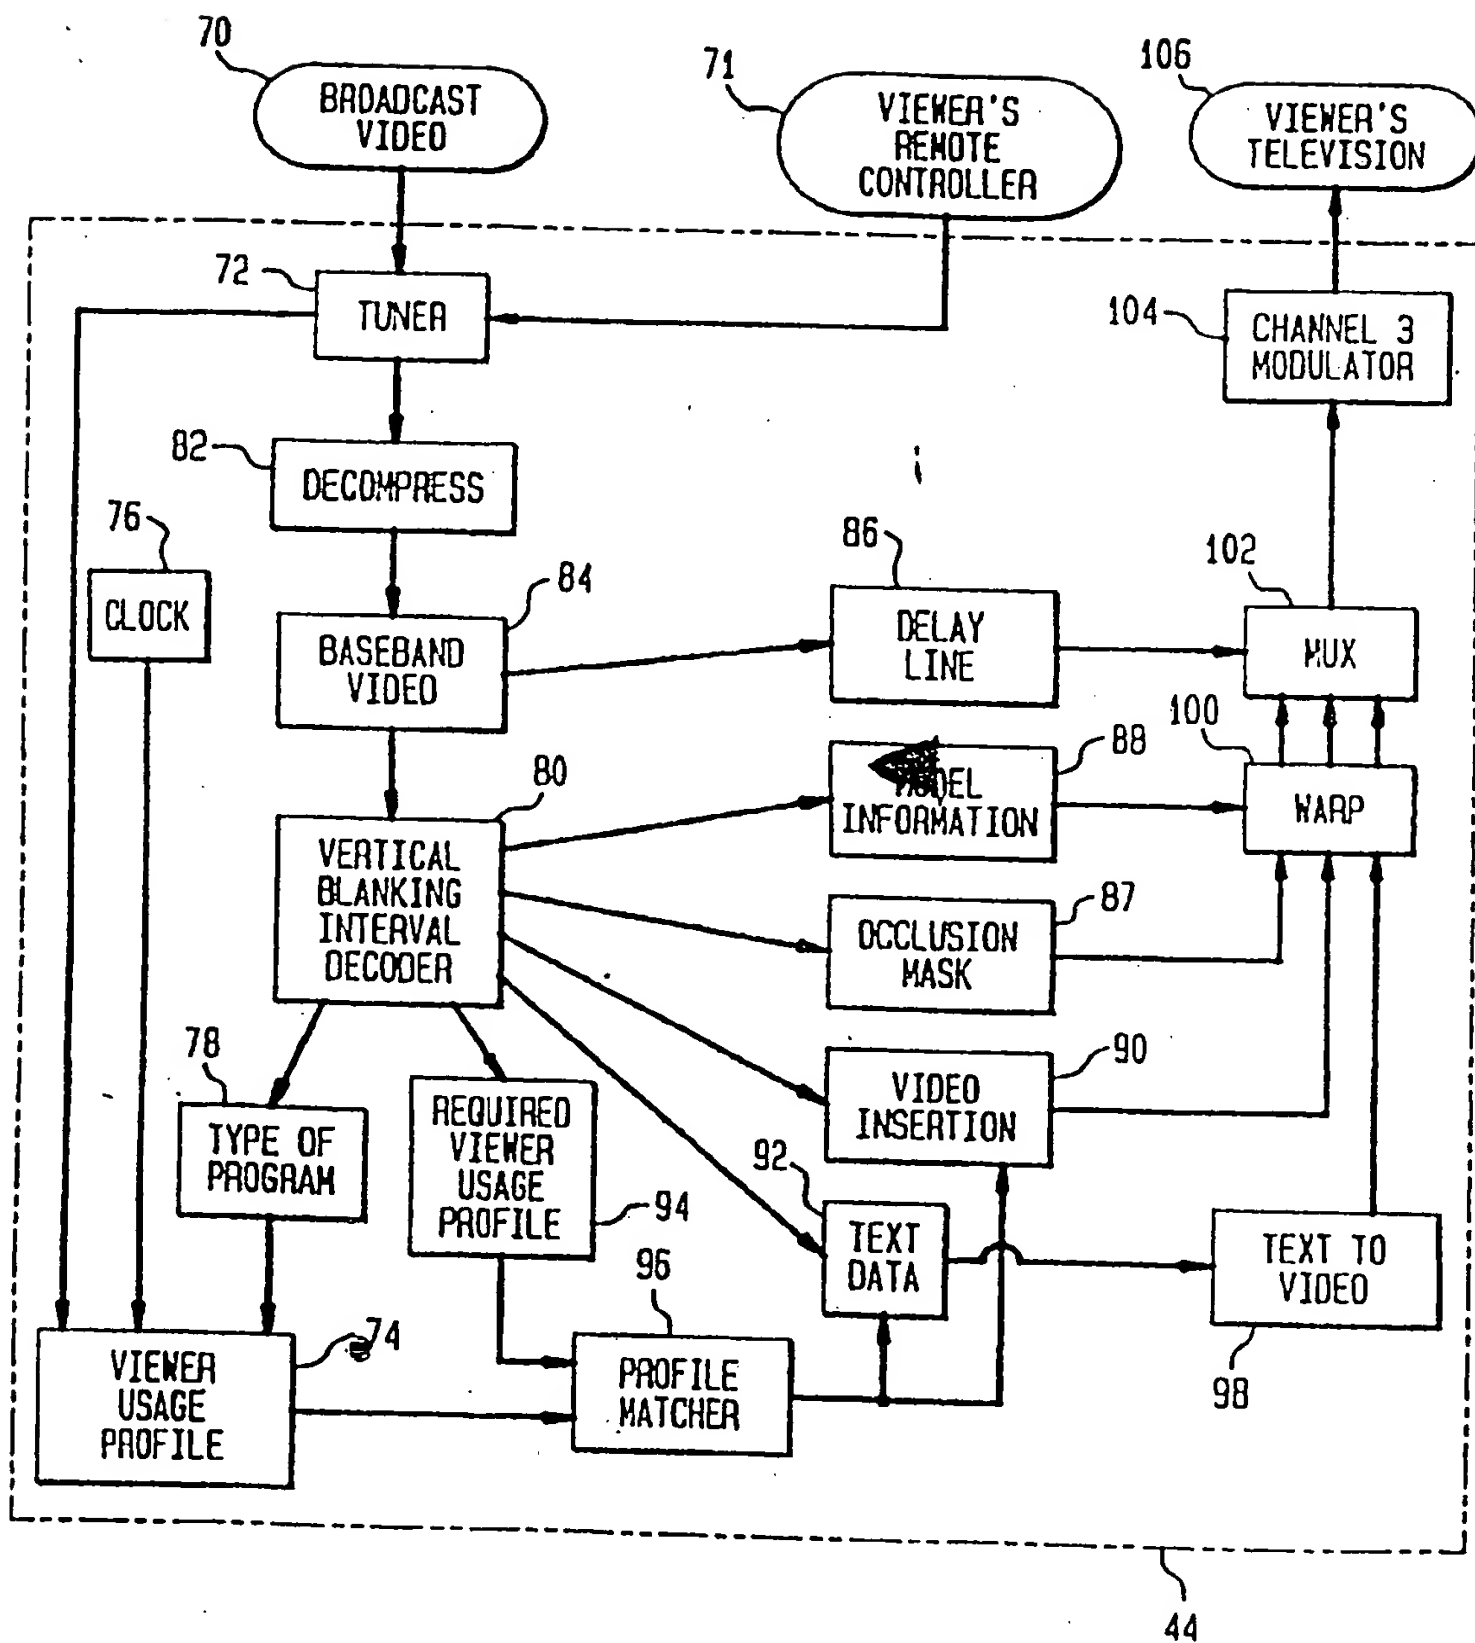 70
BROADCAST
VIDEO
71
VIEWER'S
REMOTE
CONTROLLER
106
VIEWER'S
TELEVISION
72
TUNER
104
CHANNEL 3
MODULATOR
82
DECOMPRESS
76
CLOCK
84
BASEBAND
VIDEO
86
DELAY
LINE
102
MUX
80
VERTICAL
BLANKING
INTERVAL
DECODER
88
MODEL
INFORMATION
100
WARP
87
OCCLUSION
MASK
78
TYPE OF
PROGRAM
REQUIRED
VIEWER
USAGE
PROFILE
94
90
VIDEO
INSERTION
92
TEXT
DATA
TEXT TO
VIDEO
98
74
VIEWER
USAGE
PROFILE
96
PROFILE
MATCHER
44